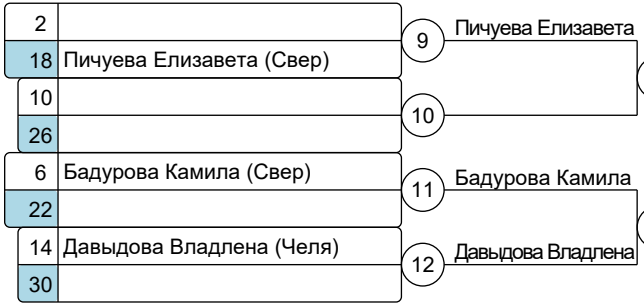 2
9 Пичуева Елизавета
18 Пичуева Елизавета (Свер)
10
10
26
6 Бадурова Камила (Свер)
11 Бадурова Камила
22
14 Давыдова Владлена (Челя)
12 Давыдова Владлена
30